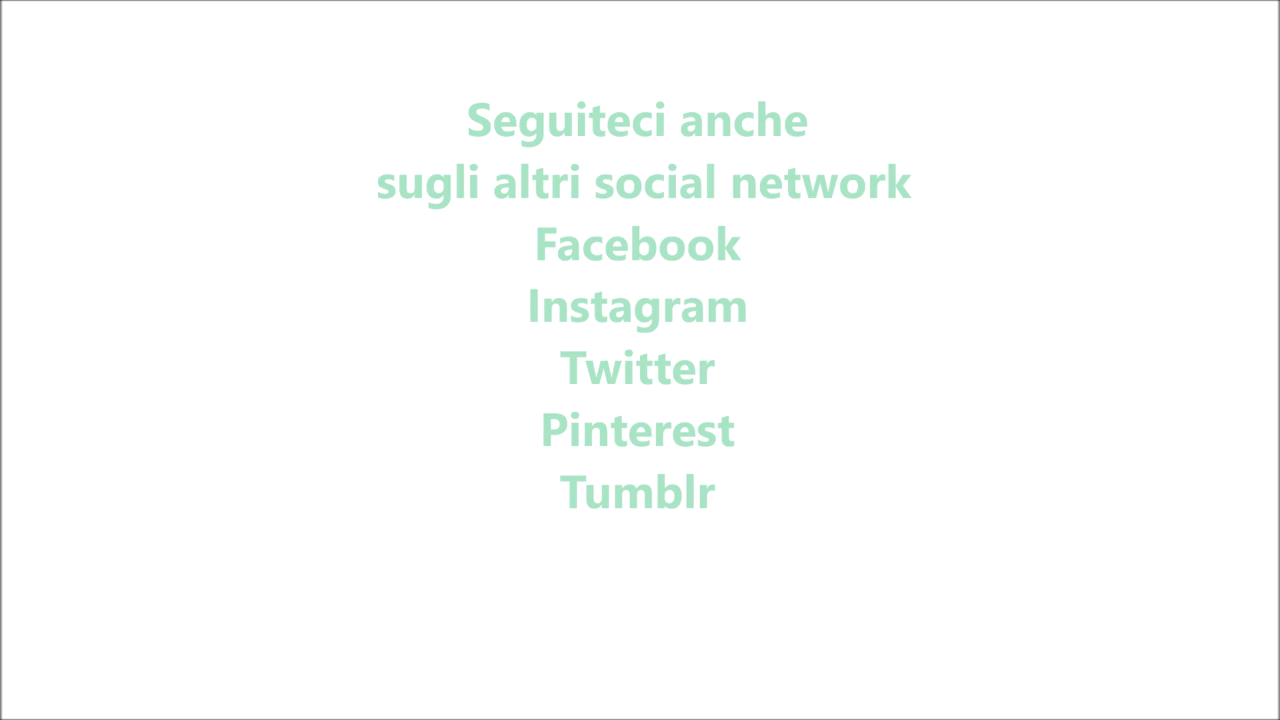 Seguiteci anche
sugli altri social network
Facebook
Instagram
Twitter
Pinterest
Tumblr